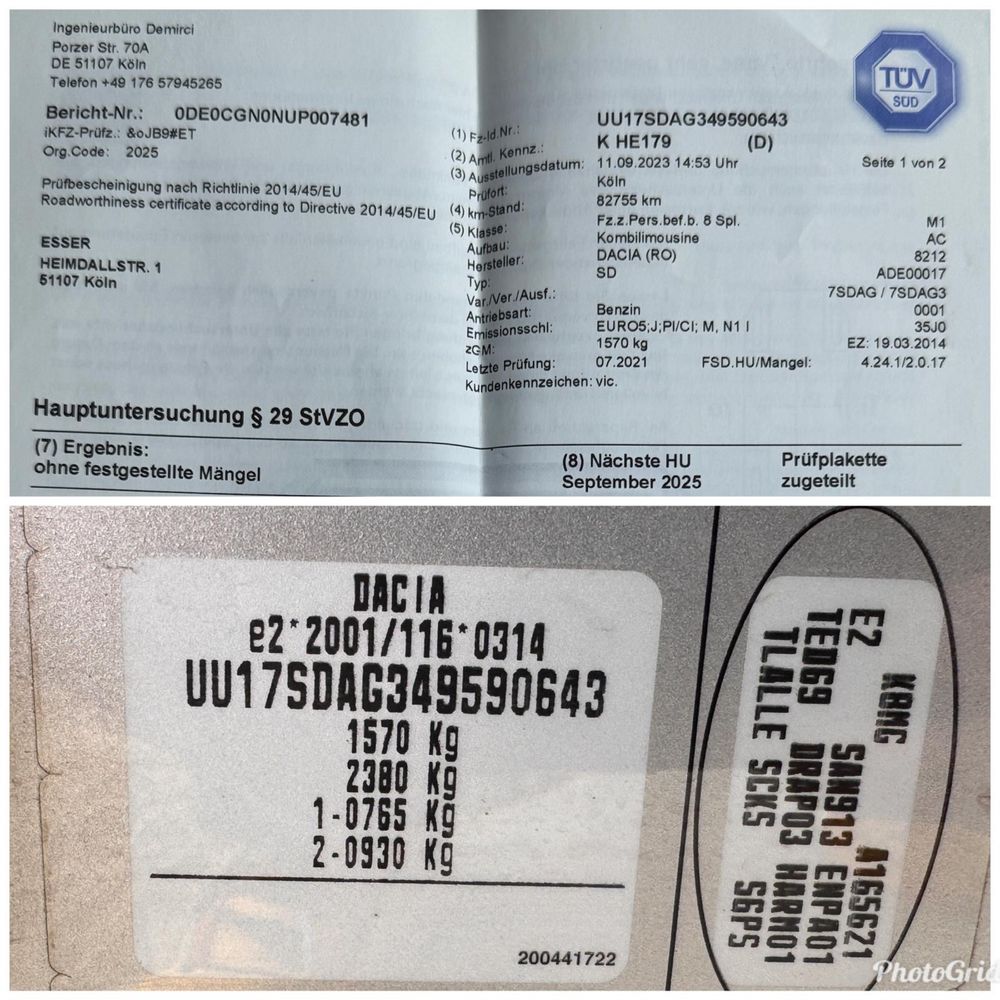 Ingenieurbüro Demirci
Porzer Str. 70A
DE 51107 Köln
Telefon +49 176 57945265
TÜV
SÜD
Bericht-Nr.: 0DE0CGN0NUP007481
iKFZ-Prüfz.: &oJB9#ET
Org.Code: 2025
Prüfbescheinigung nach Richtlinie 2014/45/EU
Roadworthiness certificate according to Directive 2014/45/EU
ESSER
HEIMDALLSTR. 1
51107 Köln
(1) Fz-Id.Nr.: UU17SDAG349590643
(2) Amtl. Kennz.: K HE179 (D)
(3) Ausstellungsdatum: 11.09.2023 14:53 Uhr Seite 1 von 2
Prüfort: Köln
(4) km-Stand: 82755 km
(5) Klasse: Fz.z.Pers.bef.b. 8 Spl. M1
Aufbau: Kombilimousine AC
Hersteller: DACIA (RO) 8212
Typ: SD ADE00017
Var./Ver./Ausf.: 7SDAG / 7SDAG3
Antriebsart: Benzin 0001
Emissionsschl: EURO5;J;PI/CI; M, N1 I 35J0
zGM: 1570 kg EZ: 19.03.2014
Letzte Prüfung: 07.2021 FSD.HU/Mangel: 4.24.1/2.0.17
Kundenkennzeichen: vic.
Hauptuntersuchung § 29 StVZO
(7) Ergebnis:
ohne festgestellte Mängel
(8) Nächste HU
September 2025
Prüfplakette
zugeteilt
DACIA
e2*2001/116*0314
UU17SDAG349590643
1570 Kg
2380 Kg
1-0765 Kg
2-0930 Kg
200441722
KBMG A165621
E2 SAN913 ENPA01
TED69 DRAP03 HARM01
TLALLE SCKS SGPS
PhotoGrid